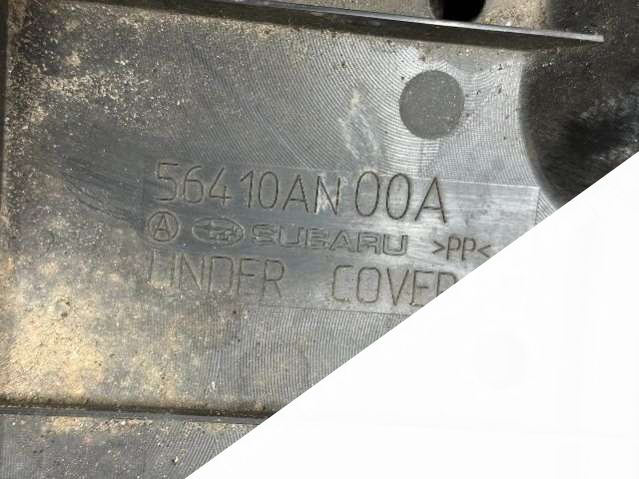 56410AN00A
Ⓐ SUBARU >PP<
UNDER COVER